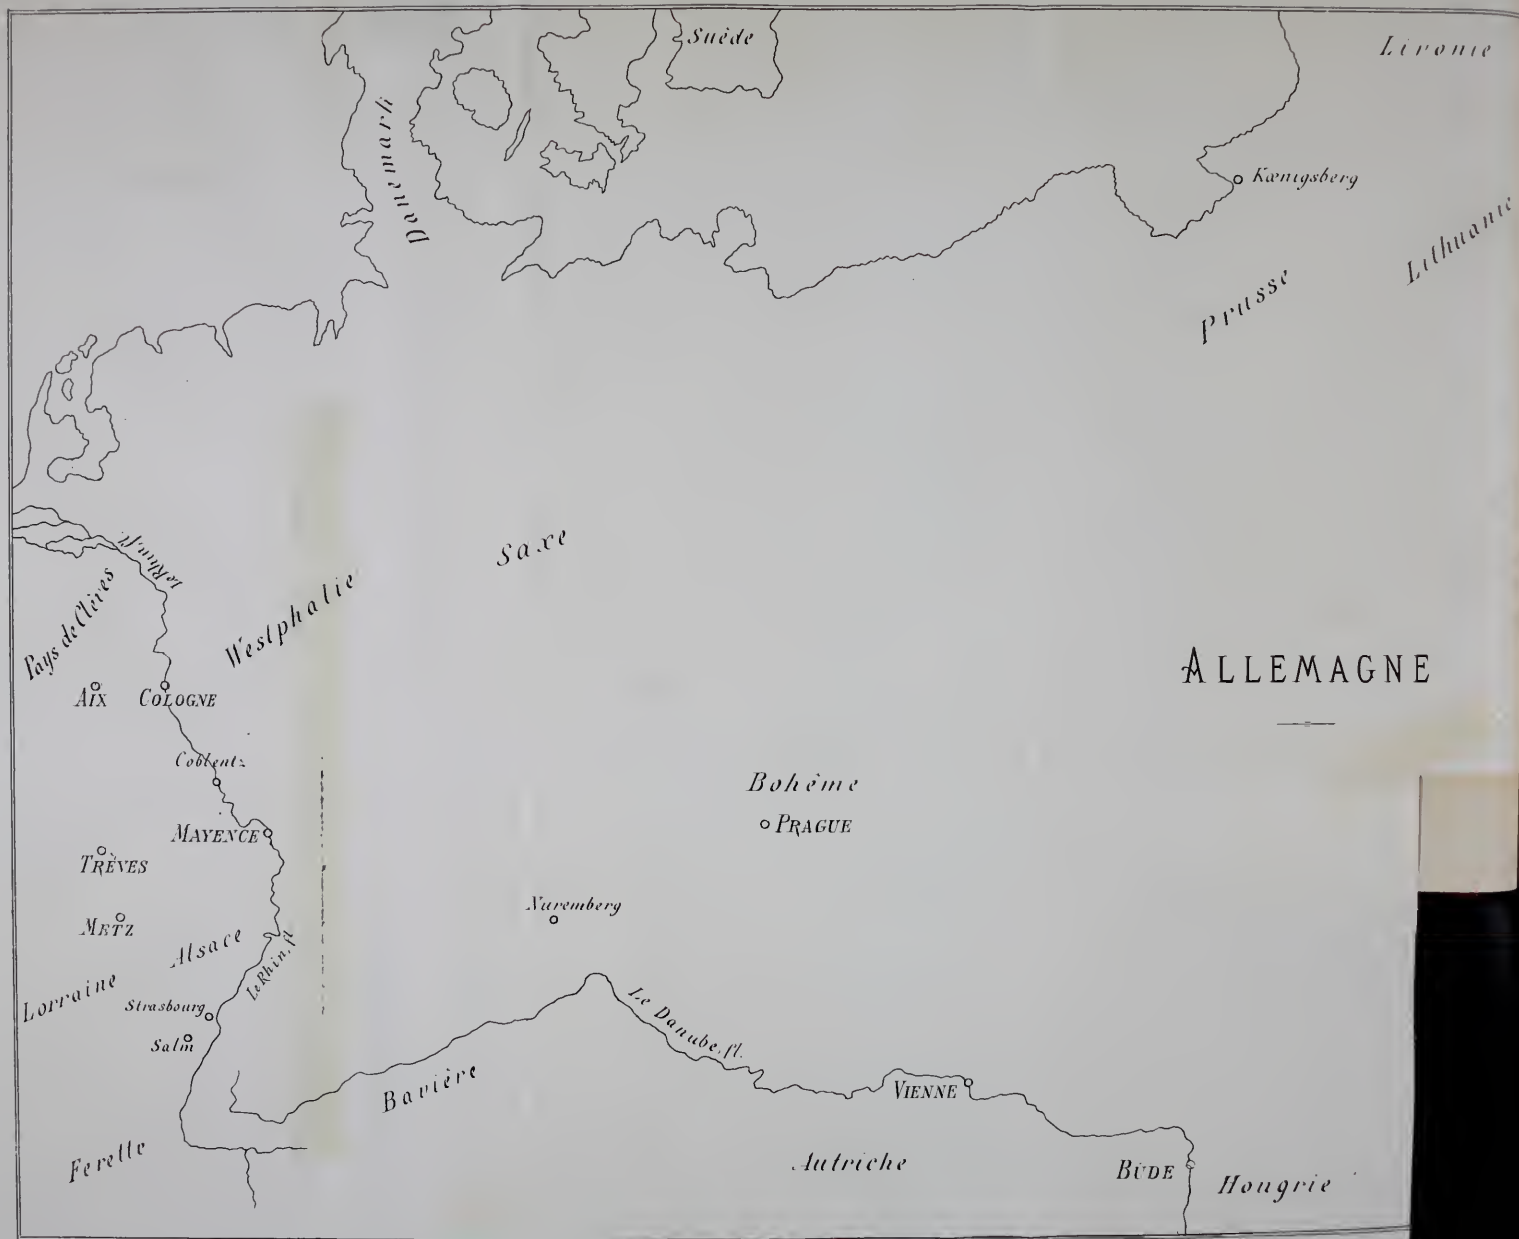 Suède
Livonie
Danemark
Kœnigsberg
Lithuanie
Prusse
Le Rhin. fl.
Saxe
Pays de Clèves
Westphalie
ALLEMAGNE
AIX
COLOGNE
Coblentz
Bohême
PRAGUE
MAYENCE
TRÈVES
Nuremberg
METZ
Alsace
Le Rhin. fl
Lorraine
Strasbourg
Salm
Le Danube. fl.
Bavière
VIENNE
Ferette
Autriche
BUDE
Hongrie